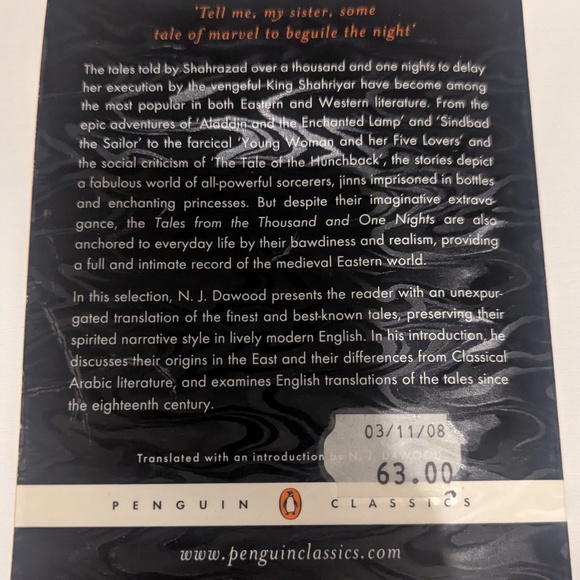 'Tell me, my sister, some
tale of marvel to beguile the night'
The tales told by Shahrazad over a thousand and one nights to delay
her execution by the vengeful King Shahriyar have become among
the most popular in both Eastern and Western literature. From the
epic adventures of 'Aladdin and the Enchanted Lamp' and 'Sindbad
the Sailor' to the farcical 'Young Woman and her Five Lovers' and
the social criticism of 'The Tale of the Hunchback', the stories depict
a fabulous world of all-powerful sorcerers, jinns imprisoned in bottles
and enchanting princesses. But despite their imaginative extrava-
gance, the Tales from the Thousand and One Nights are also
anchored to everyday life by their bawdiness and realism, providing
a full and intimate record of the medieval Eastern world.
In this selection, N. J. Dawood presents the reader with an unexpur-
gated translation of the finest and best-known tales, preserving their
spirited narrative style in lively modern English. In his introduction, he
discusses their origins in the East and their differences from Classical
Arabic literature, and examines English translations of the tales since
the eighteenth century.
03/11/08
Translated with an introduction by N. J. DAWOOD
63.00
PENGUIN CLASSICS
www.penguinclassics.com